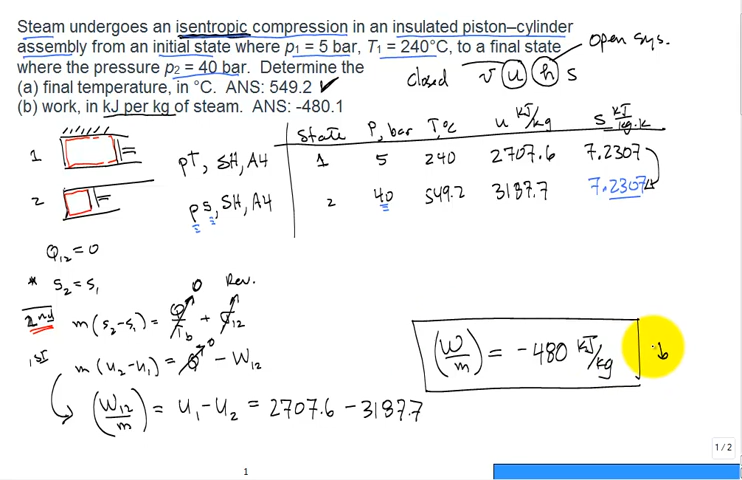 Steam undergoes an isentropic compression in an insulated piston–cylinder
assembly from an initial state where p₁ = 5 bar, T₁ = 240°C, to a final state
where the pressure p₂ = 40 bar. Determine the
(a) final temperature, in °C. ANS: 549.2 ✓
(b) work, in kJ per kg of steam. ANS: -480.1
open sys.
closed v u h s
State P, bar T, °C u kJ/kg s kJ/kg·K
1 pT, SH, A4 1 5 240 2707.6 7.2307
2 ps, SH, A4 2 40 549.2 3187.7 7.2307
Q₁₂ = 0
* s₂ = s₁
0 Rev.
2nd m(s₂-s₁) = Q/T_b + σ₁₂
1st m(u₂-u₁) = Q⁰ - W₁₂
(W₁₂/m) = u₁ - u₂ = 2707.6 - 3187.7
(W/m) = -480 kJ/kg b
1 / 2
1